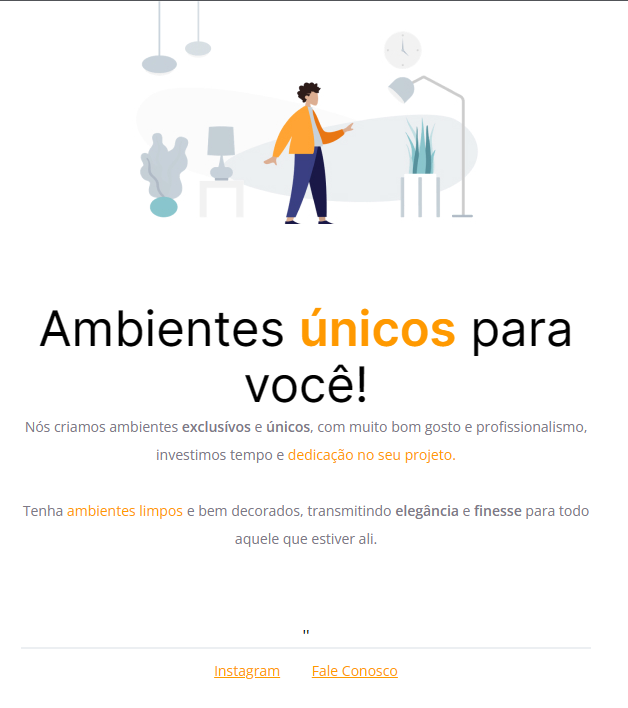 Ambientes únicos para
você!
Nós criamos ambientes exclusívos e únicos, com muito bom gosto e profissionalismo,
investimos tempo e dedicação no seu projeto.
Tenha ambientes limpos e bem decorados, transmitindo elegância e finesse para todo
aquele que estiver ali.
"
Instagram Fale Conosco